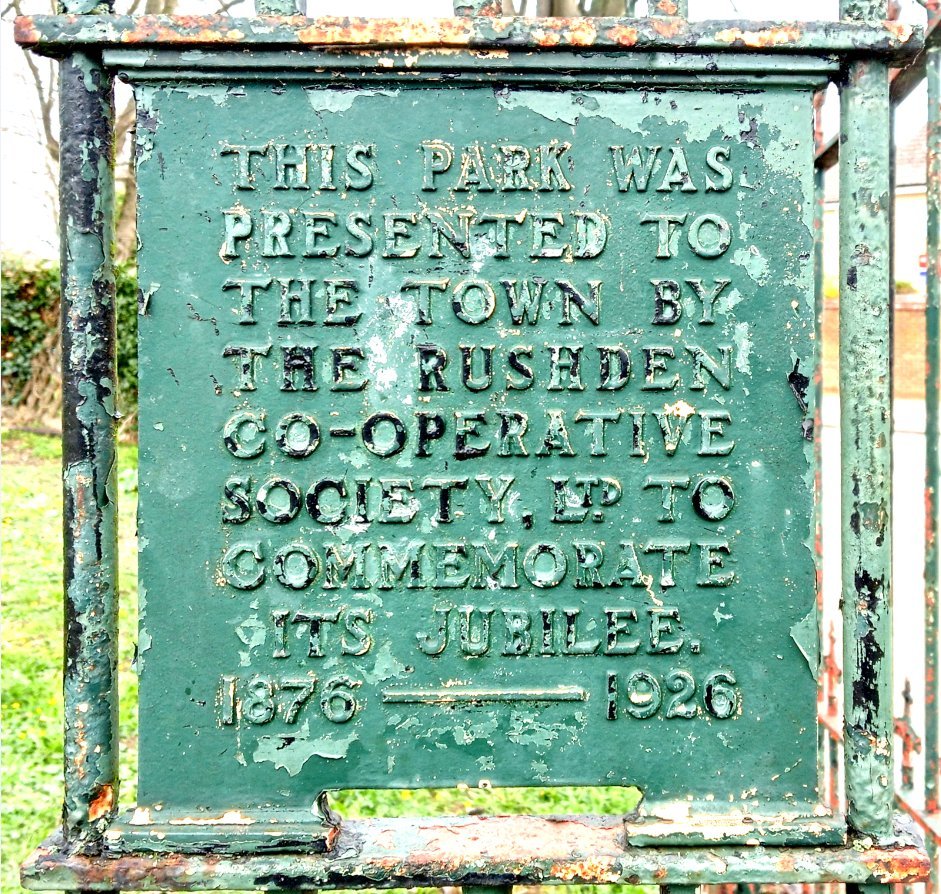 THIS PARK WAS
PRESENTED TO
THE TOWN BY
THE RUSHDEN
CO-OPERATIVE
SOCIETY, LTD TO
COMMEMORATE
ITS JUBILEE.
1876 — 1926